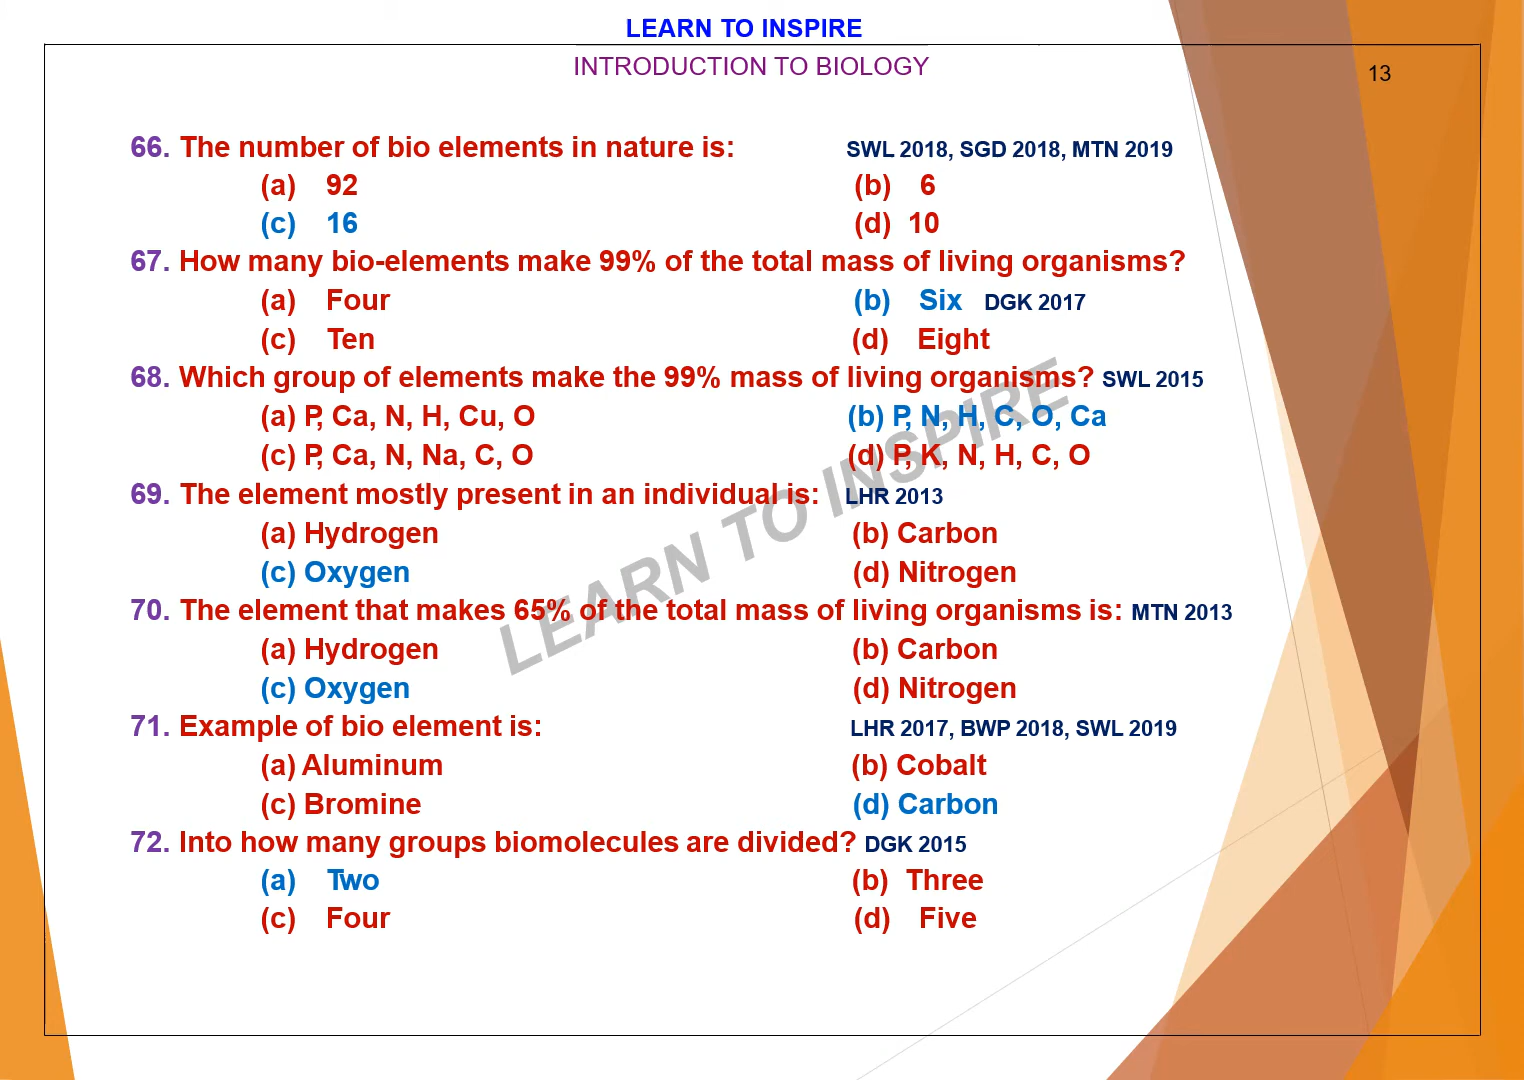 LEARN TO INSPIRE
INTRODUCTION TO BIOLOGY
13
66. The number of bio elements in nature is: SWL 2018, SGD 2018, MTN 2019
(a) 92 (b) 6
(c) 16 (d) 10
67. How many bio-elements make 99% of the total mass of living organisms?
(a) Four (b) Six DGK 2017
(c) Ten (d) Eight
68. Which group of elements make the 99% mass of living organisms? SWL 2015
(a) P, Ca, N, H, Cu, O (b) P, N, H, C, O, Ca
(c) P, Ca, N, Na, C, O (d) P, K, N, H, C, O
69. The element mostly present in an individual is: LHR 2013
(a) Hydrogen (b) Carbon
(c) Oxygen (d) Nitrogen
70. The element that makes 65% of the total mass of living organisms is: MTN 2013
(a) Hydrogen (b) Carbon
(c) Oxygen (d) Nitrogen
71. Example of bio element is: LHR 2017, BWP 2018, SWL 2019
(a) Aluminum (b) Cobalt
(c) Bromine (d) Carbon
72. Into how many groups biomolecules are divided? DGK 2015
(a) Two (b) Three
(c) Four (d) Five
LEARN TO INSPIRE